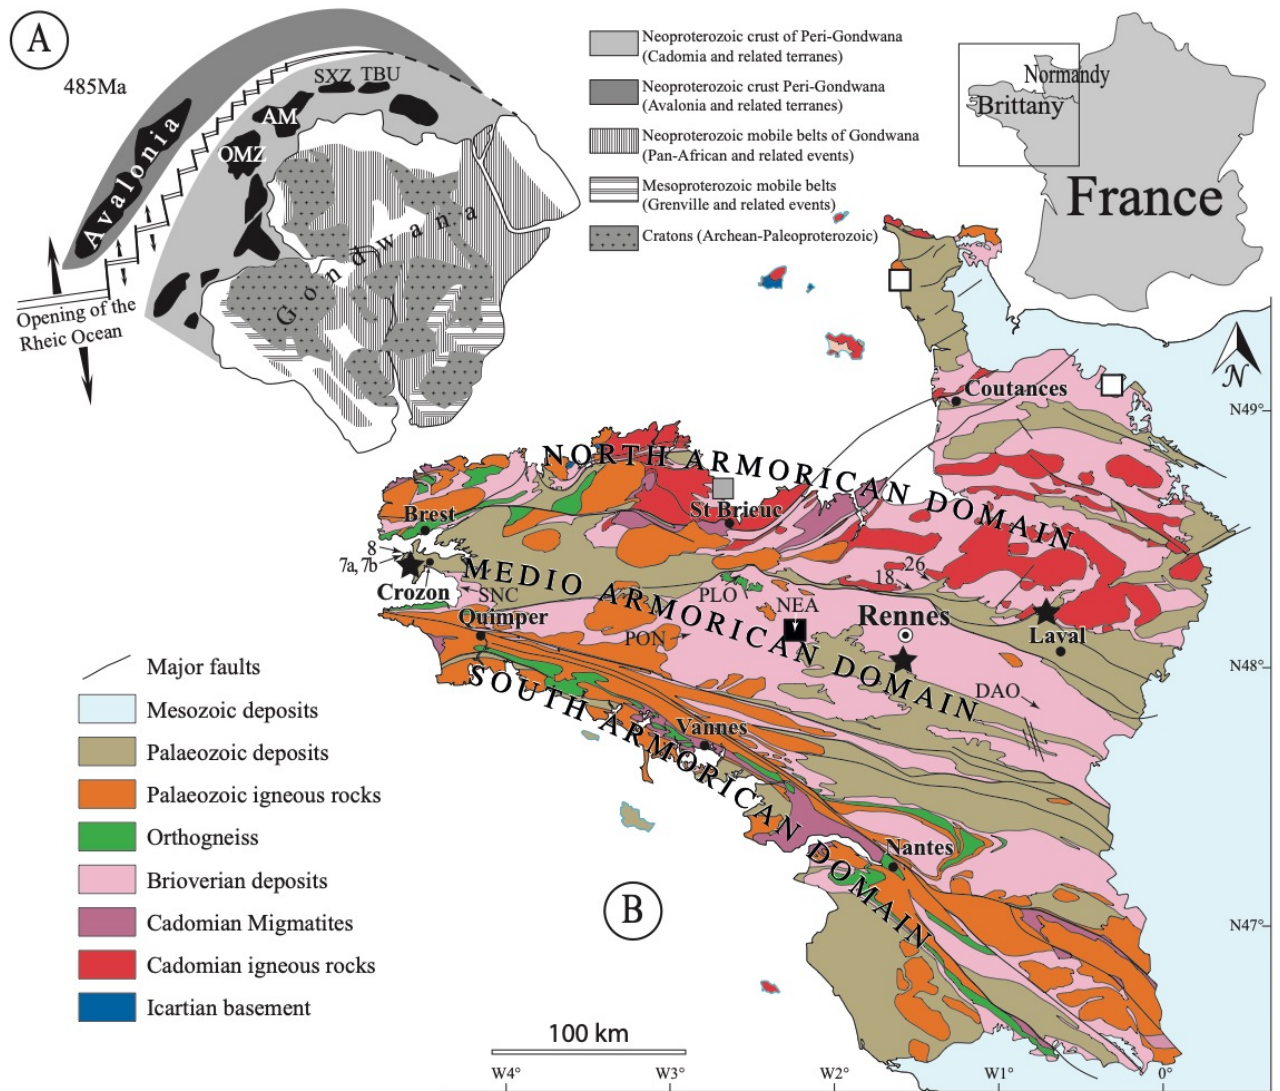 A
485Ma
SXZ TBU
AM
OMZ
Avalonia
Gondwana
Opening of the
Rheic Ocean
Neoproterozoic crust of Peri-Gondwana
(Cadomia and related terranes)
Neoproterozoic crust Peri-Gondwana
(Avalonia and related terranes)
Neoproterozoic mobile belts of Gondwana
(Pan-African and related events)
Mesoproterozoic mobile belts
(Grenville and related events)
Cratons (Archean-Paleoproterozoic)
Normandy
Brittany
France
N
N49°
Coutances
NORTH ARMORICAN DOMAIN
St Brieuc
Brest
8
7a, 7b
Crozon
SNC
MEDIO ARMORICAN DOMAIN
PLO
NEA
18
26
Rennes
Laval
Quimper
PON
N48°
DAO
SOUTH ARMORICAN DOMAIN
Vannes
Nantes
N47°
B
Major faults
Mesozoic deposits
Palaeozoic deposits
Palaeozoic igneous rocks
Orthogneiss
Brioverian deposits
Cadomian Migmatites
Cadomian igneous rocks
Icartian basement
100 km
W4° W3° W2° W1° 0°